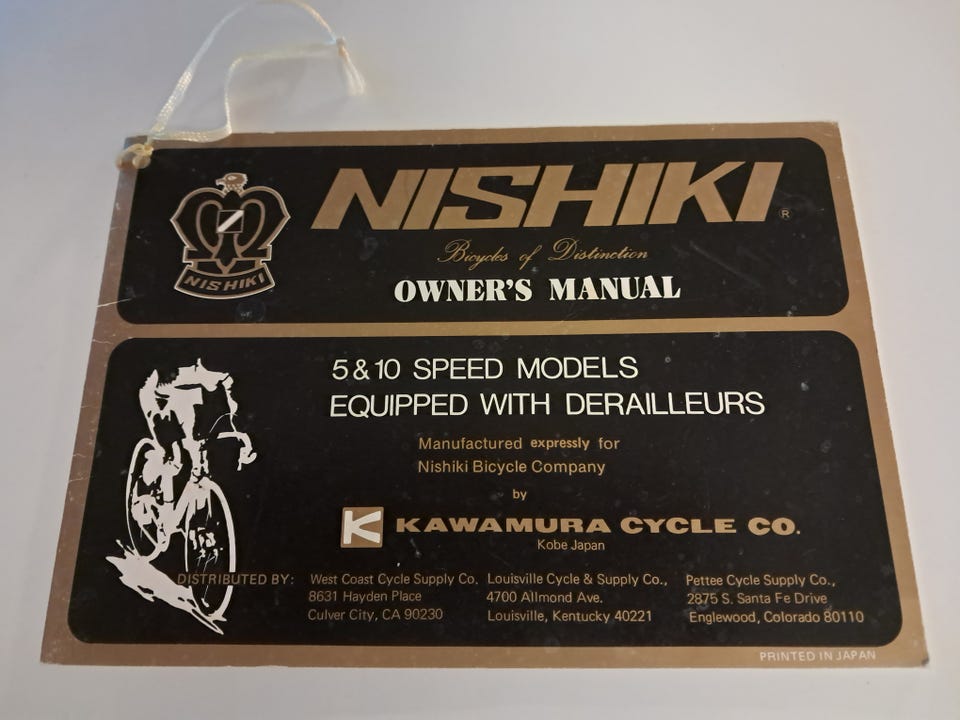 NISHIKI®
NISHIKI
Bicycles of Distinction
OWNER'S MANUAL
5 & 10 SPEED MODELS
EQUIPPED WITH DERAILLEURS
Manufactured expressly for
Nishiki Bicycle Company
by
K KAWAMURA CYCLE CO.
Kobe Japan
DISTRIBUTED BY:
West Coast Cycle Supply Co.
8631 Hayden Place
Culver City, CA 90230
Louisville Cycle & Supply Co.,
4700 Allmond Ave.
Louisville, Kentucky 40221
Pettee Cycle Supply Co.,
2875 S. Santa Fe Drive
Englewood, Colorado 80110
PRINTED IN JAPAN